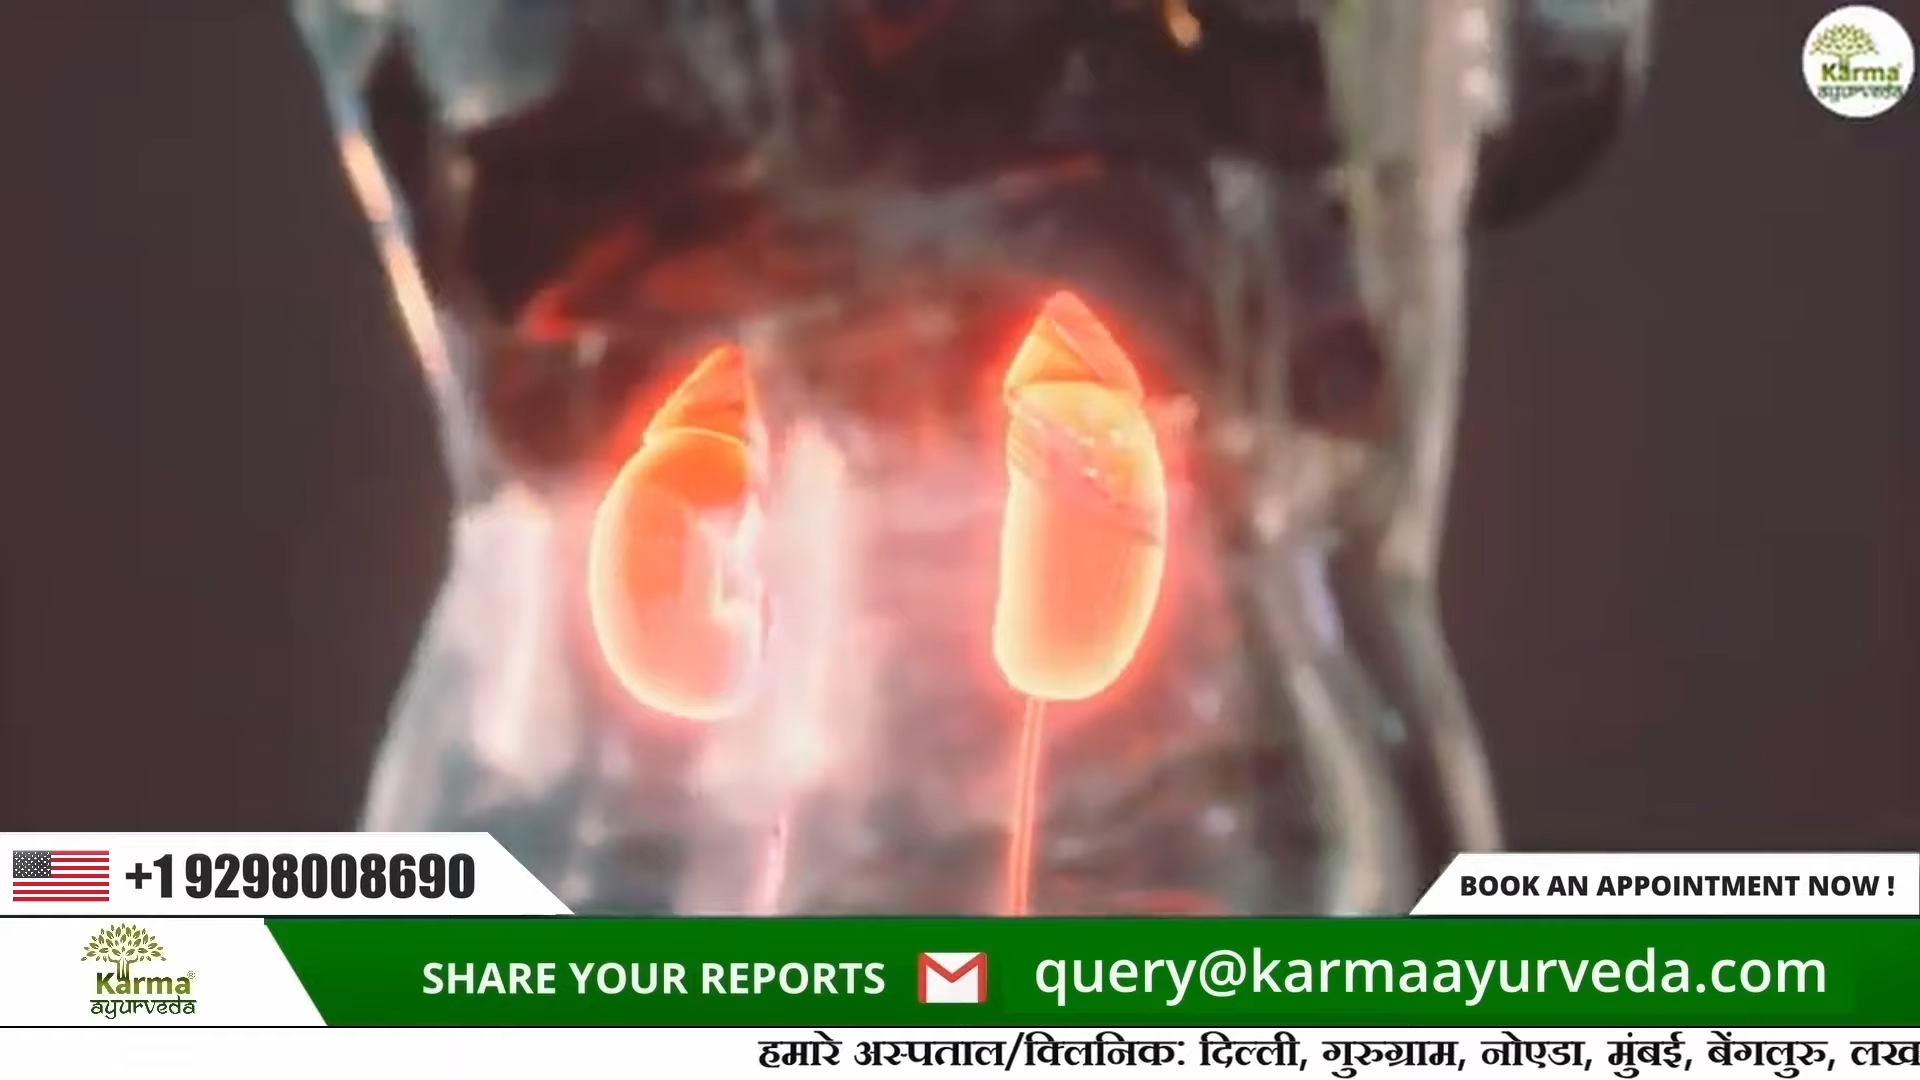 Karma
ayurveda
+1 9298008690
BOOK AN APPOINTMENT NOW !
Karma®
ayurveda
SHARE YOUR REPORTS
query@karmaayurveda.com
हमारे अस्पताल/क्लिनिक: दिल्ली, गुरुग्राम, नोएडा, मुंबई, बेंगलुरु, लख